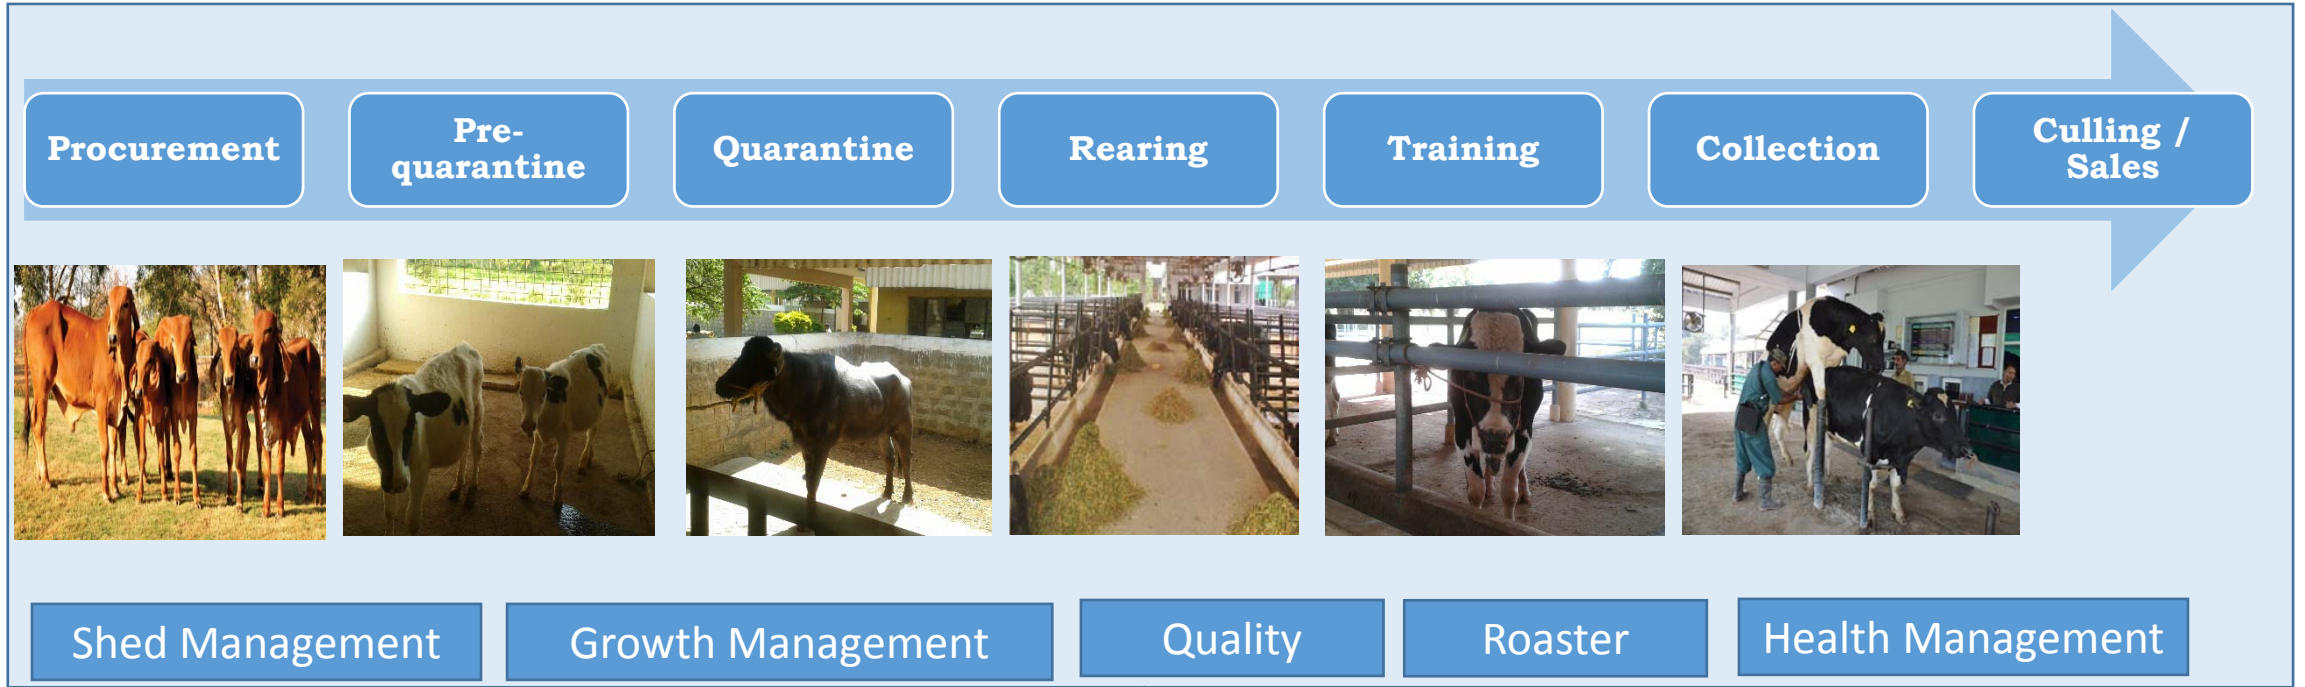 Procurement
Pre-
quarantine
Quarantine
Rearing
Training
Collection
Culling /
Sales
Shed Management
Growth Management
Quality
Roaster
Health Management